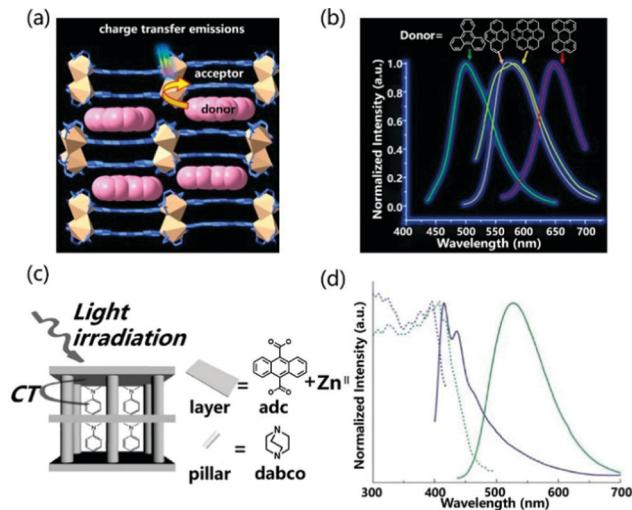 (a)
charge transfer emissions
acceptor
donor
(b)
Donor=
Normalized Intensity (a.u.)
1.0
0.8
0.6
0.4
0.2
0.0
400 450 500 550 600 650 700
Wavelength (nm)
(c)
Light
irradiation
CT
layer
=
adc
+Zn
II
pillar
=
dabco
O
O
O
O
N
N
N
N
N
N
(d)
Normalized Intensity (a.u.)
300 400 500 600 700
Wavelength (nm)